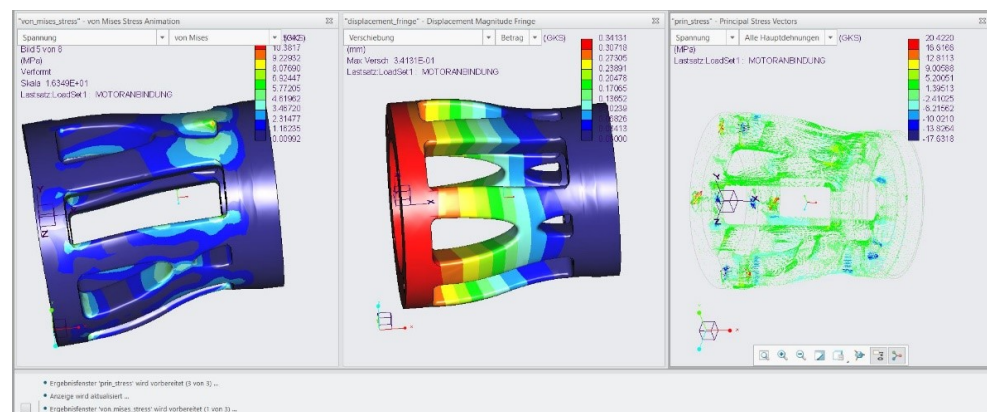 "von_mises_stress" - von Mises Stress Animation
Spannung von Mises (GKS)
Bild 5 von 8
(MPa)
Verformt
Skala 1.6349E+01
Lastsatz:LoadSet1 : MOTORANBINDUNG
10.3817
9.22932
8.07690
6.92447
5.77205
4.61962
3.46720
2.31477
1.16235
0.00992
"displacement_fringe" - Displacement Magnitude Fringe
Verschiebung Betrag (GKS)
(mm)
Max Versch 3.4131E-01
Lastsatz:LoadSet1 : MOTORANBINDUNG
0.34131
0.30718
0.27305
0.23891
0.20478
0.17065
0.13652
X
"prin_stress" - Principal Stress Vectors
Spannung Alle Hauptdehnungen (GKS)
(MPa)
Lastsatz:LoadSet1 : MOTORANBINDUNG
20.4220
16.6166
12.8113
9.00588
5.20051
1.39513
-2.41025
-6.21562
-10.0210
-13.8264
-17.6318
Ergebnisfenster 'prin_stress' wird vorbereitet (3 von 3) ...
Anzeige wird aktualisiert ...
Ergebnisfenster 'von_mises_stress' wird vorbereitet (1 von 3) ...